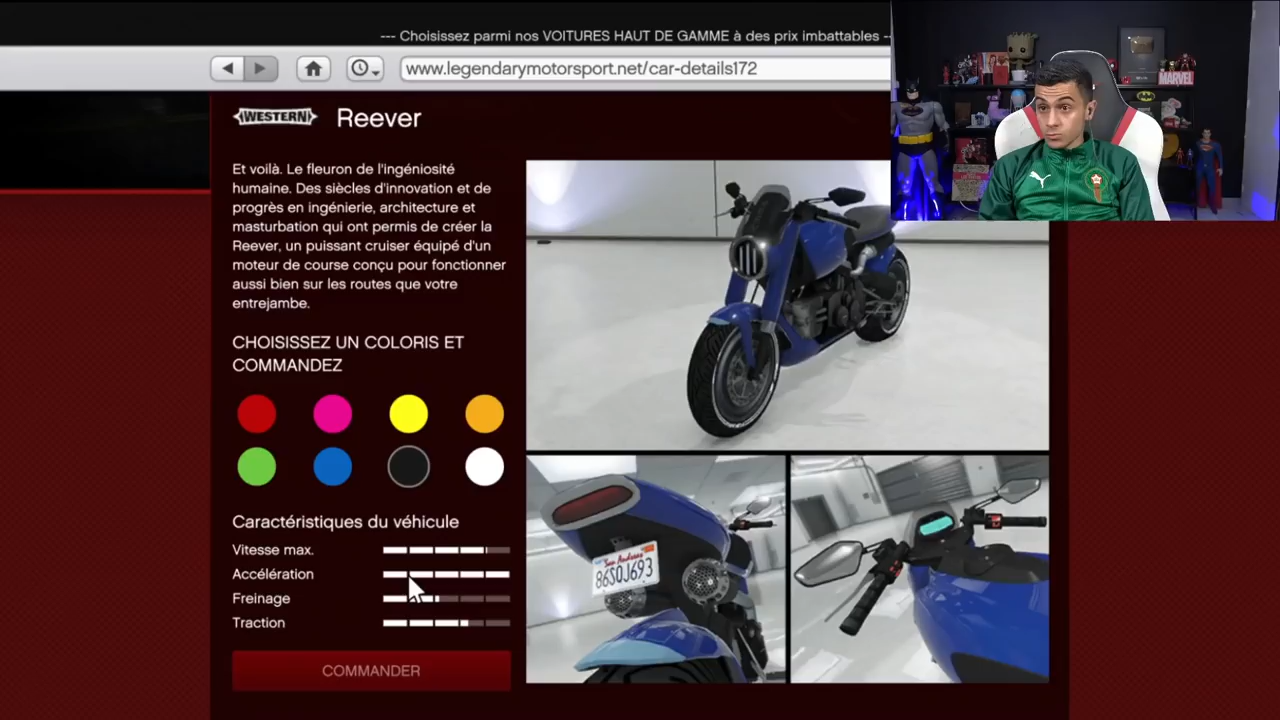 --- Choisissez parmi nos VOITURES HAUT DE GAMME à des prix imbattables --
www.legendarymotorsport.net/car-details172
WESTERN
Reever
Et voilà. Le fleuron de l'ingéniosité
humaine. Des siècles d'innovation et de
progrès en ingénierie, architecture et
masturbation qui ont permis de créer la
Reever, un puissant cruiser équipé d'un
moteur de course conçu pour fonctionner
aussi bien sur les routes que votre
entrejambe.
CHOISISSEZ UN COLORIS ET
COMMANDEZ
Caractéristiques du véhicule
Vitesse max.
Accélération
Freinage
Traction
COMMANDER
San Andreas
86SQJ693
MARVEL